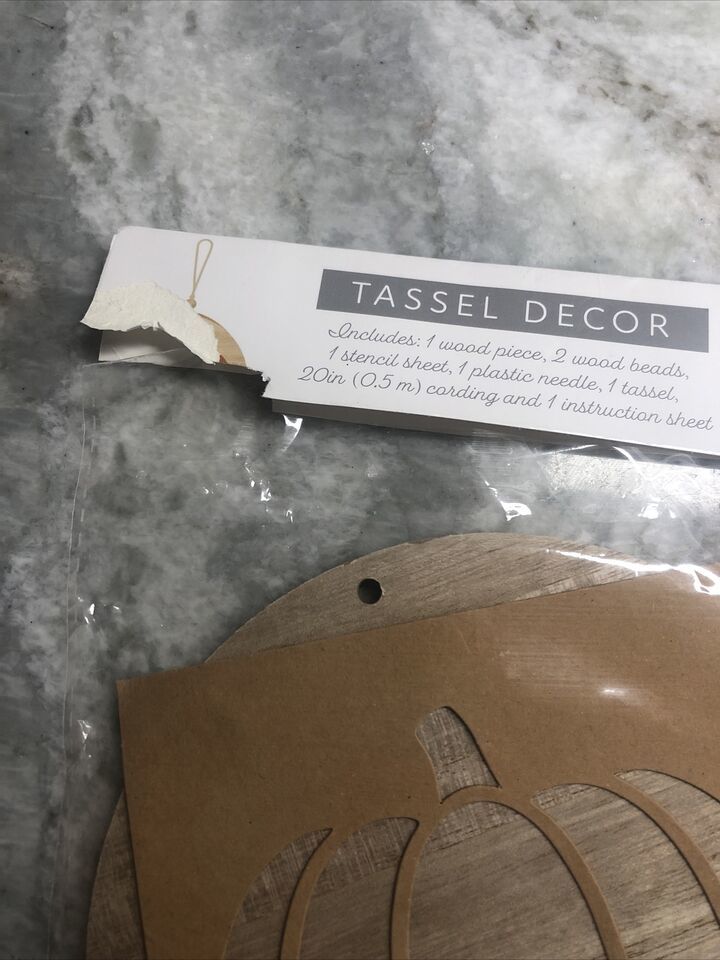 TASSEL DECOR
Includes: 1 wood piece, 2 wood beads,
1 stencil sheet, 1 plastic needle, 1 tassel,
20in (0.5 m) cording and 1 instruction sheet